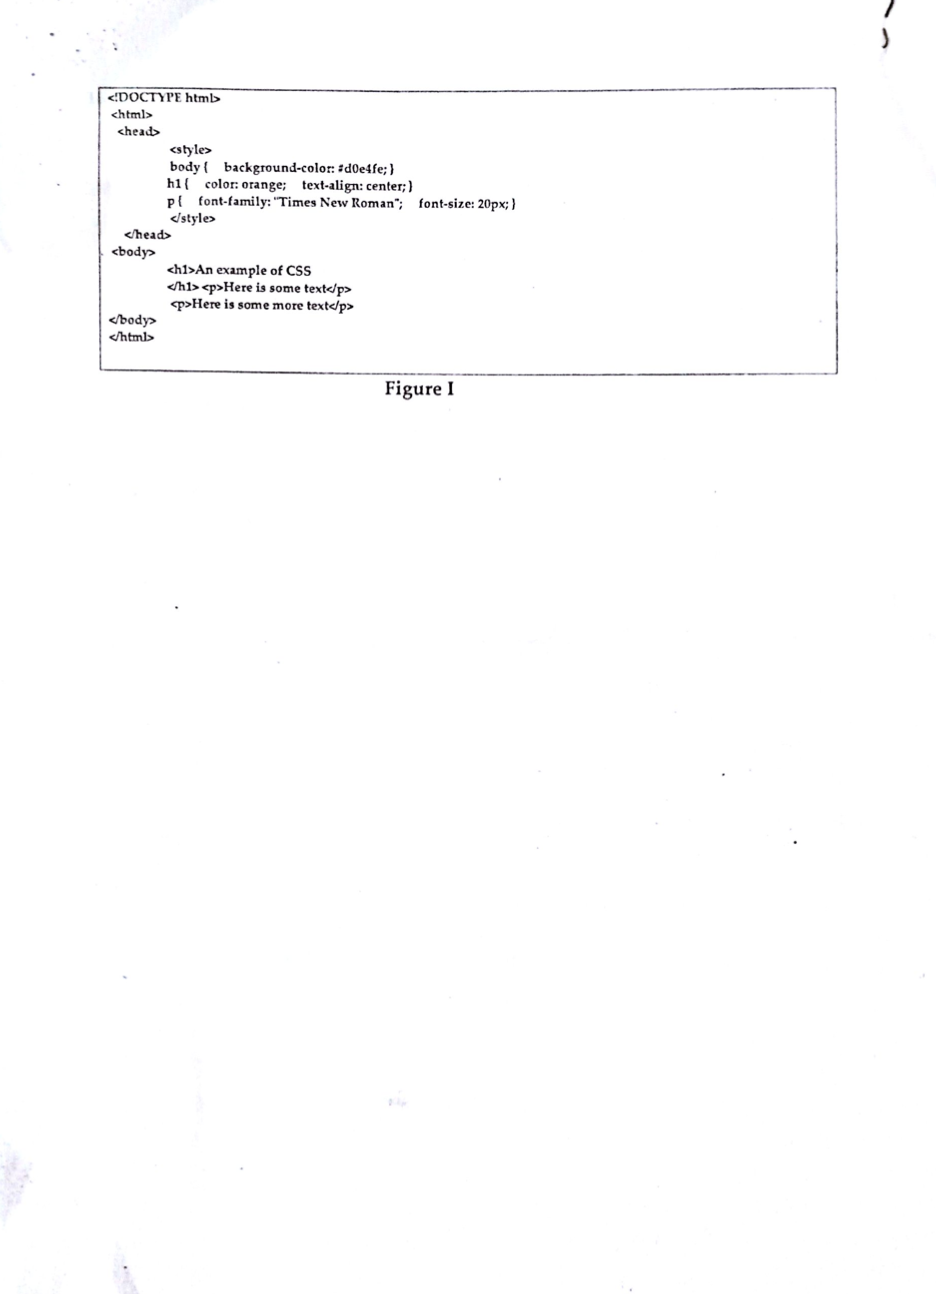 <!DOCTYPE html>
<html>
<head>
<style>
body { background-color: #d0e4fe; }
h1 { color: orange; text-align: center; }
p { font-family: "Times New Roman"; font-size: 20px; }
</style>
</head>
<body>
<h1>An example of CSS
</h1> <p>Here is some text</p>
<p>Here is some more text</p>
</body>
</html>
Figure I